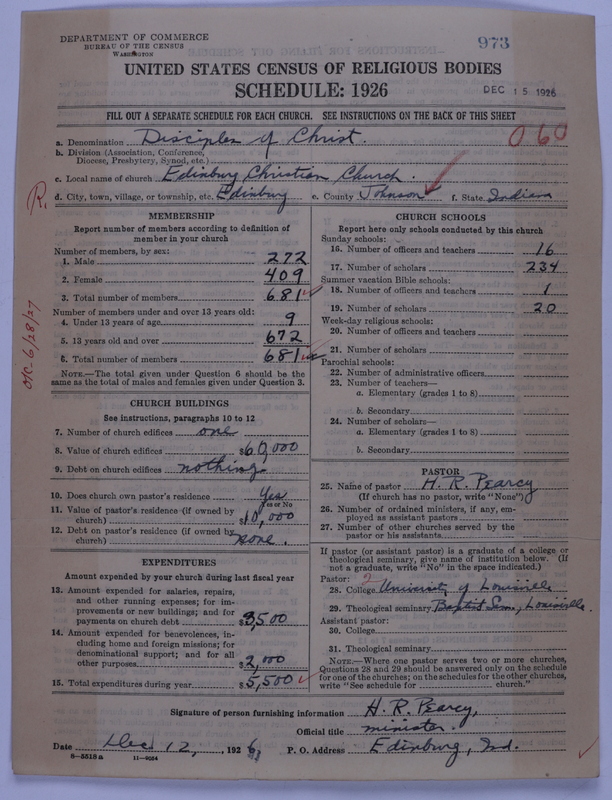 DEPARTMENT OF COMMERCE
BUREAU OF THE CENSUS
WASHINGTON
973
UNITED STATES CENSUS OF RELIGIOUS BODIES
SCHEDULE: 1926
DEC 15 1926
FILL OUT A SEPARATE SCHEDULE FOR EACH CHURCH. SEE INSTRUCTIONS ON THE BACK OF THIS SHEET
060
a. Denomination Disciples of Christ.
b. Division (Association, Conference, Diocese, Presbytery, Synod, etc.)
c. Local name of church Edinburg Christian Church.
d. City, town, village, or township, etc. Edinburg e. County Johnson f. State Indiana
R.
OK-6/28/27
MEMBERSHIP
Report number of members according to definition of
member in your church
Number of members, by sex:
1. Male 272
2. Female 409
3. Total number of members 681
Number of members under and over 13 years old:
4. Under 13 years of age 9
5. 13 years old and over 672
6. Total number of members 681
NOTE.—The total given under Question 6 should be
same as the total of males and females given under Question 3.
CHURCH BUILDINGS
See instructions, paragraphs 10 to 12
7. Number of church edifices one
8. Value of church edifices $60,000
9. Debt on church edifices nothing
10. Does church own pastor's residence Yes
Yes or No
11. Value of pastor's residence (if owned by
church) $10,000
12. Debt on pastor's residence (if owned by
church) none.
EXPENDITURES
Amount expended by your church during last fiscal year
13. Amount expended for salaries, repairs,
and other running expenses; for im-
provements or new buildings; and for
payments on church debt $3,500
14. Amount expended for benevolences, in-
cluding home and foreign missions; for
denominational support; and for all
other purposes $2,000
15. Total expenditures during year $5,500
CHURCH SCHOOLS
Report here only schools conducted by this church
Sunday schools:
16. Number of officers and teachers 16
17. Number of scholars 234
Summer vacation Bible schools:
18. Number of officers and teachers 1
19. Number of scholars 20
Week-day religious schools:
20. Number of officers and teachers
21. Number of scholars
Parochial schools:
22. Number of administrative officers
23. Number of teachers—
a. Elementary (grades 1 to 8)
b. Secondary
24. Number of scholars—
a. Elementary (grades 1 to 8)
b. Secondary
PASTOR
25. Name of pastor H. R. Pearcy
(If church has no pastor, write "None")
26. Number of ordained ministers, if any, em-
ployed as assistant pastors
27. Number of other churches served by the
pastor or his assistants
If pastor (or assistant pastor) is a graduate of a college or
theological seminary, give name of institution below. (If
not a graduate, write "No" in the space indicated.)
Pastor:
28. College University of Louisville
29. Theological seminary Baptist Sem., Louisville.
Assistant pastor:
30. College
31. Theological seminary
NOTE.—Where one pastor serves two or more churches,
Questions 28 and 29 should be answered only on the schedule
for one of the churches; on the schedules for the other churches,
write "See schedule for church."
Signature of person furnishing information H. R. Pearcy,
Official title minister.
Date Dec 12, 1926 P. O. Address Edinburg, Ind.
8—5518a 11—9054